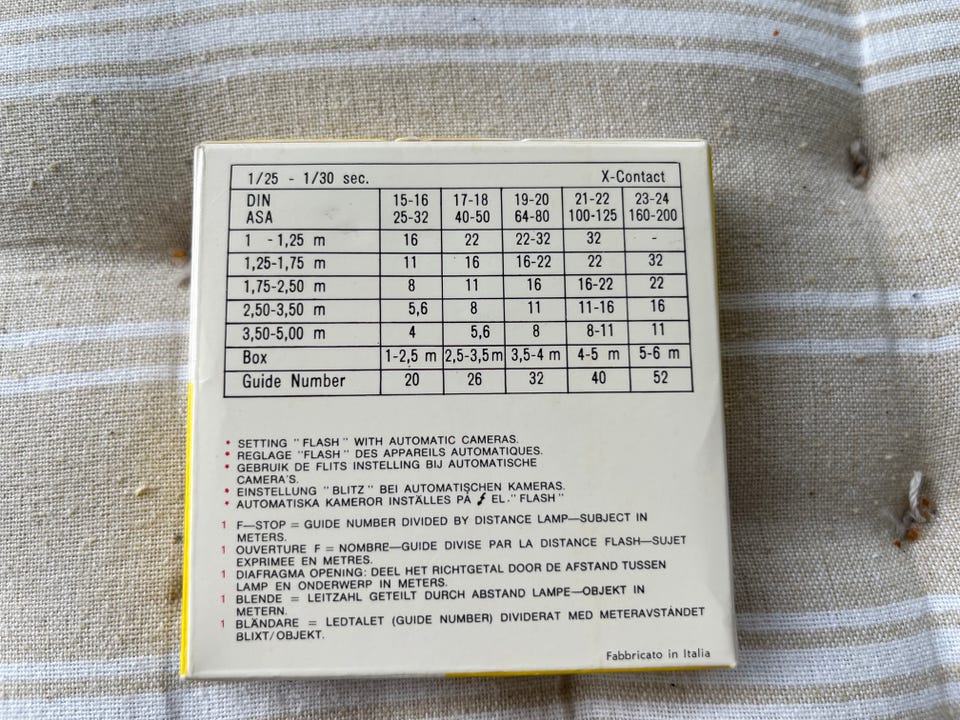 1/25 - 1/30 sec. X-Contact
DIN 15-16 17-18 19-20 21-22 23-24
ASA 25-32 40-50 64-80 100-125 160-200
1 - 1,25 m 16 22 22-32 32 -
1,25-1,75 m 11 16 16-22 22 32
1,75-2,50 m 8 11 16 16-22 22
2,50-3,50 m 5,6 8 11 11-16 16
3,50-5,00 m 4 5,6 8 8-11 11
Box 1-2,5 m 2,5-3,5m 3,5-4 m 4-5 m 5-6 m
Guide Number 20 26 32 40 52
* SETTING "FLASH" WITH AUTOMATIC CAMERAS.
* REGLAGE "FLASH" DES APPAREILS AUTOMATIQUES.
* GEBRUIK DE FLITS INSTELLING BIJ AUTOMATISCHE
CAMERA'S.
* EINSTELLUNG "BLITZ" BEI AUTOMATISCHEN KAMERAS.
* AUTOMATISKA KAMEROR INSTÄLLES PÅ EL."FLASH"
1 F—STOP = GUIDE NUMBER DIVIDED BY DISTANCE LAMP—SUBJECT IN
METERS.
1 OUVERTURE F = NOMBRE—GUIDE DIVISE PAR LA DISTANCE FLASH—SUJET
EXPRIMEE EN METRES.
1 DIAFRAGMA OPENING: DEEL HET RICHTGETAL DOOR DE AFSTAND TUSSEN
LAMP EN ONDERWERP IN METERS.
1 BLENDE = LEITZAHL GETEILT DURCH ABSTAND LAMPE—OBJEKT IN
METERN.
1 BLÄNDARE = LEDTALET (GUIDE NUMBER) DIVIDERAT MED METERAVSTÅNDET
BLIXT/OBJEKT.
Fabbricato in Italia